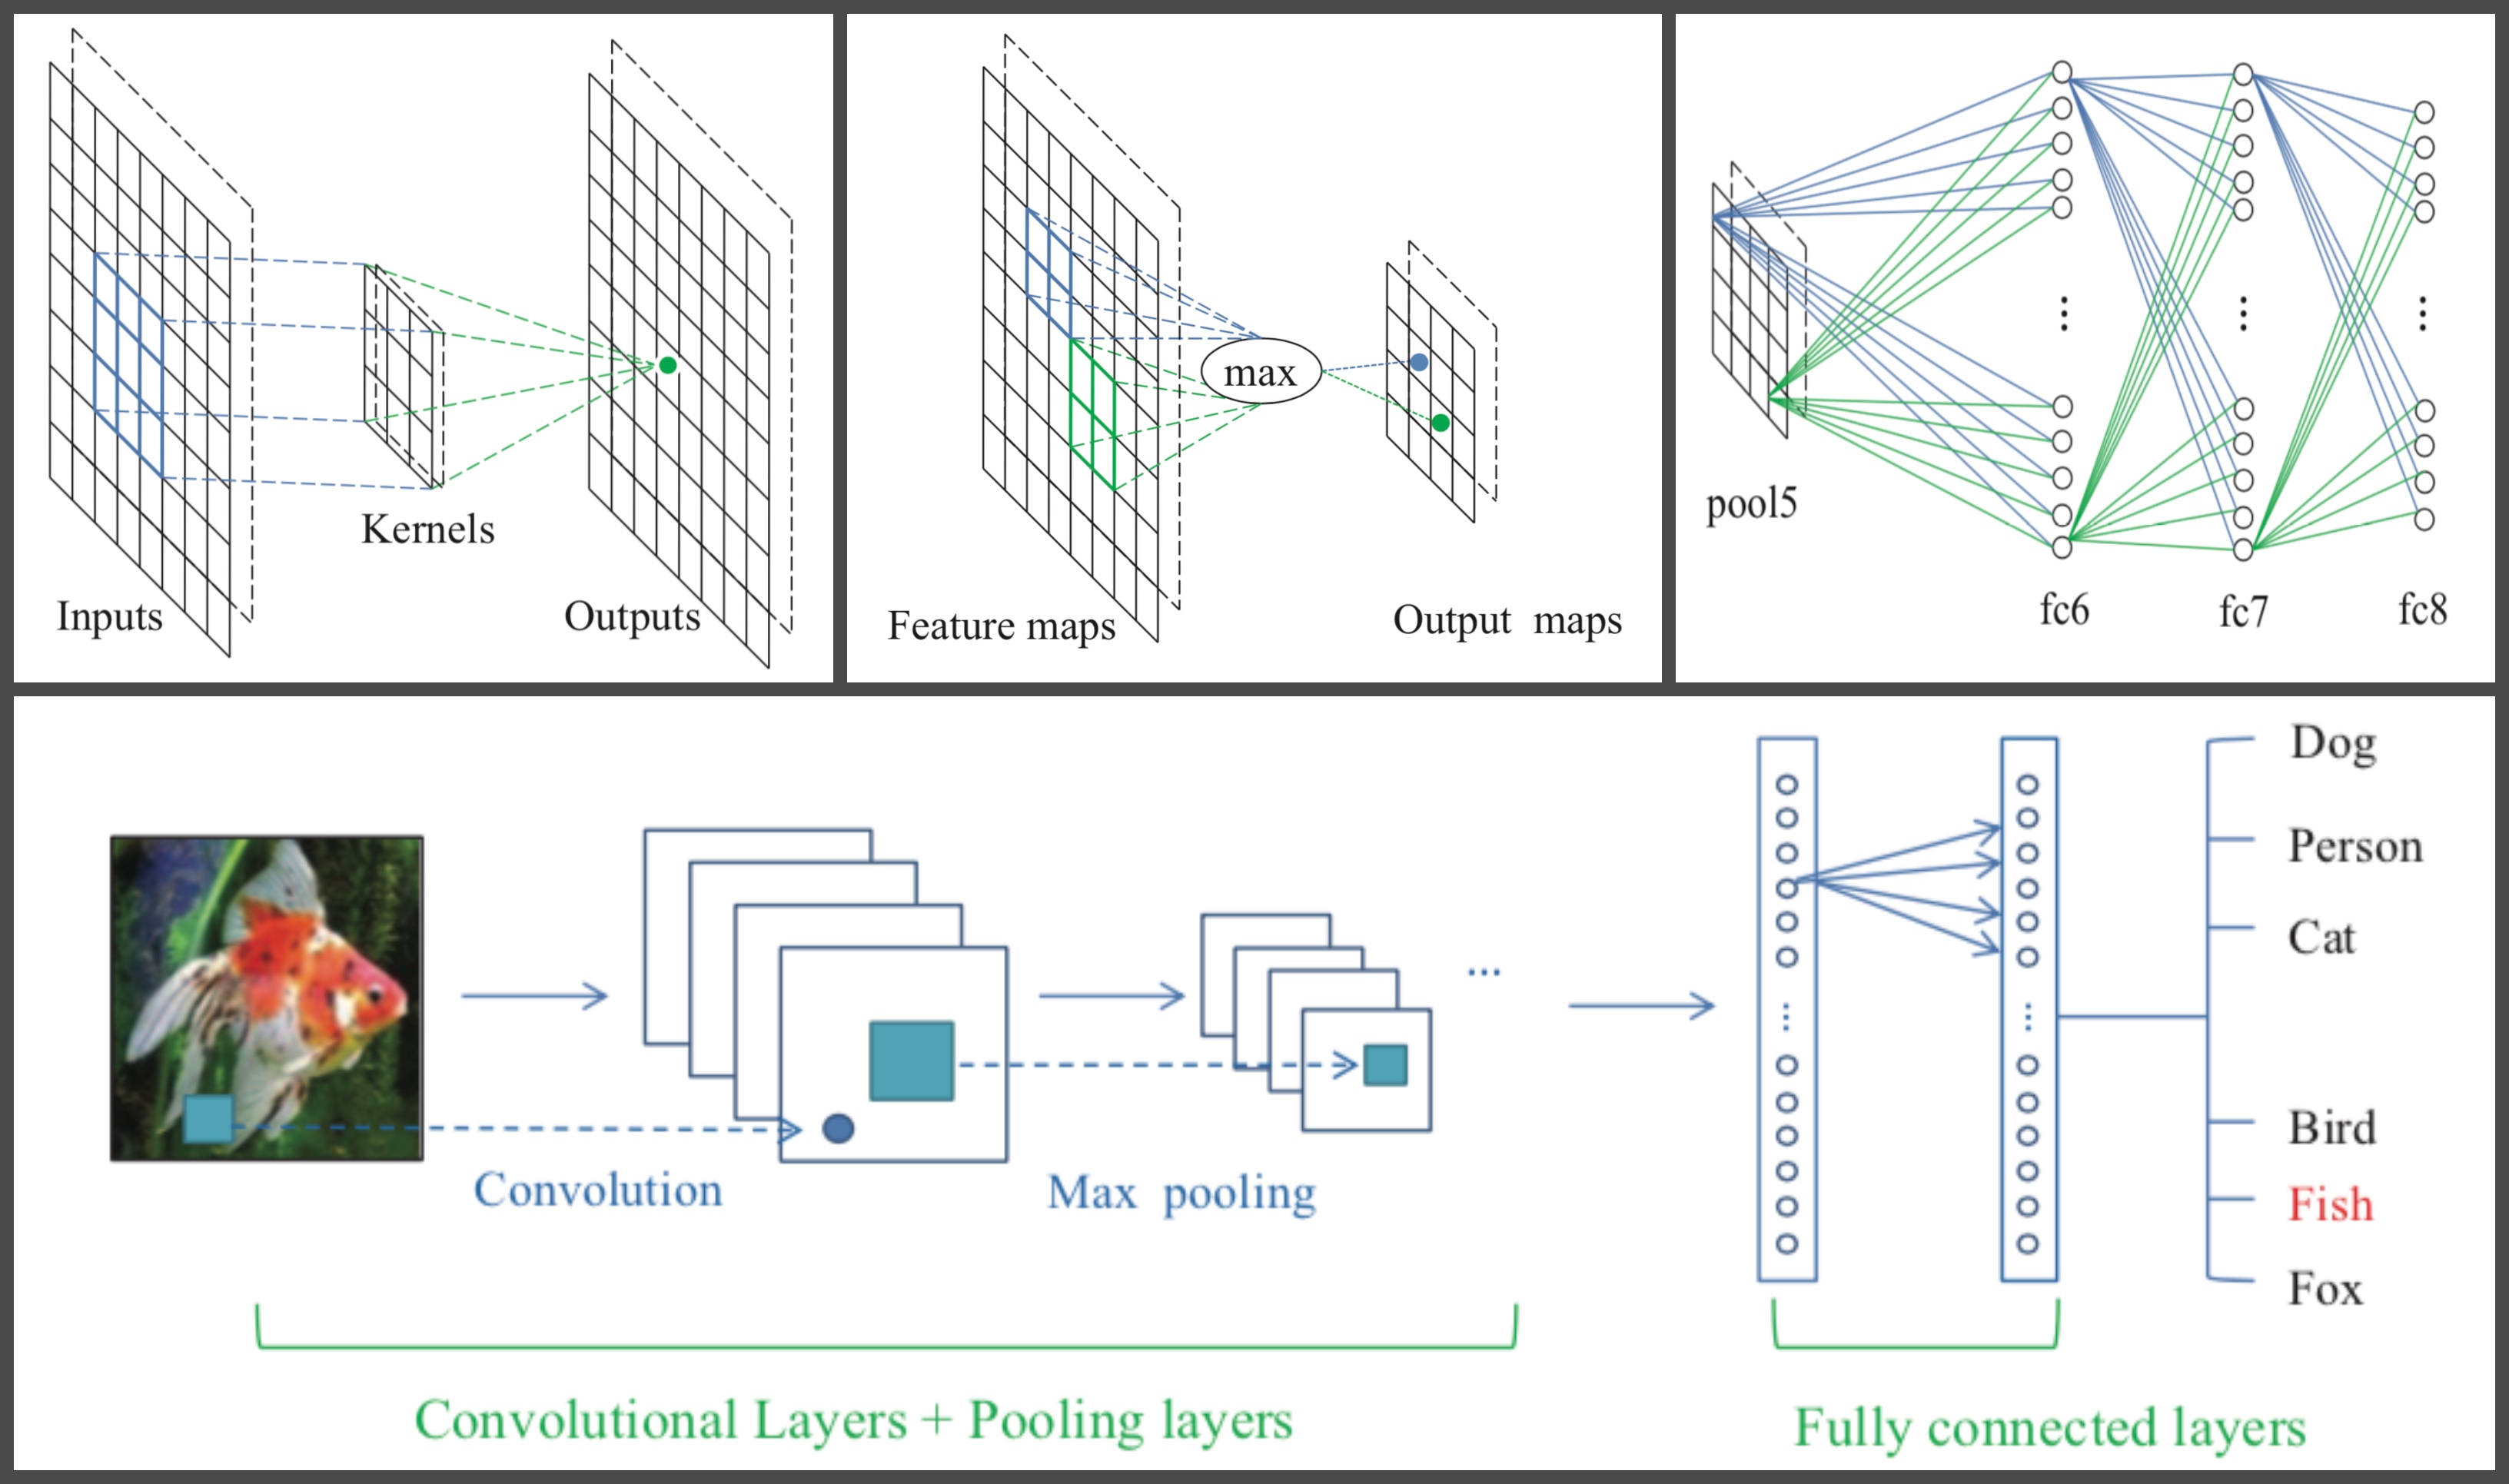 Inputs
Kernels
Outputs
Feature maps
max
Output maps
pool5
fc6
fc7
fc8
Convolution
Max pooling
...
Dog
Person
Cat
Bird
Fish
Fox
Convolutional Layers + Pooling layers
Fully connected layers